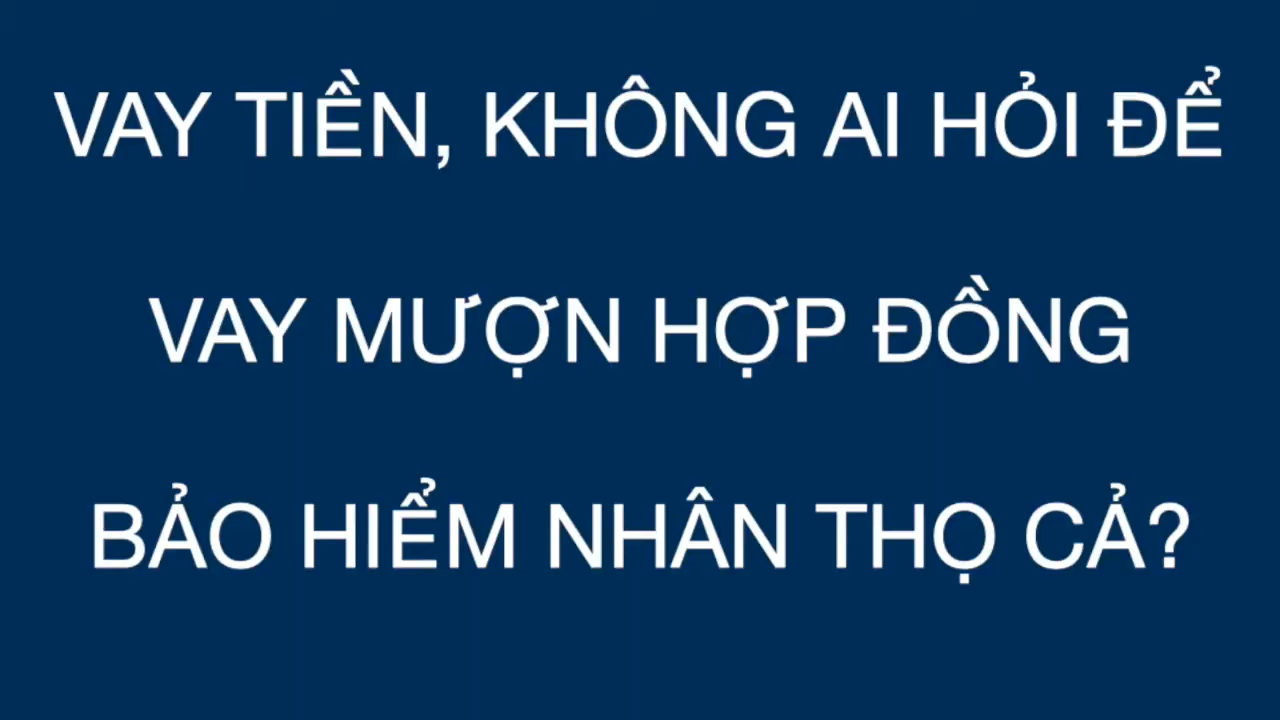 VAY TIỀN, KHÔNG AI HỎI ĐỂ
VAY MƯỢN HỢP ĐỒNG
BẢO HIỂM NHÂN THỌ CẢ?